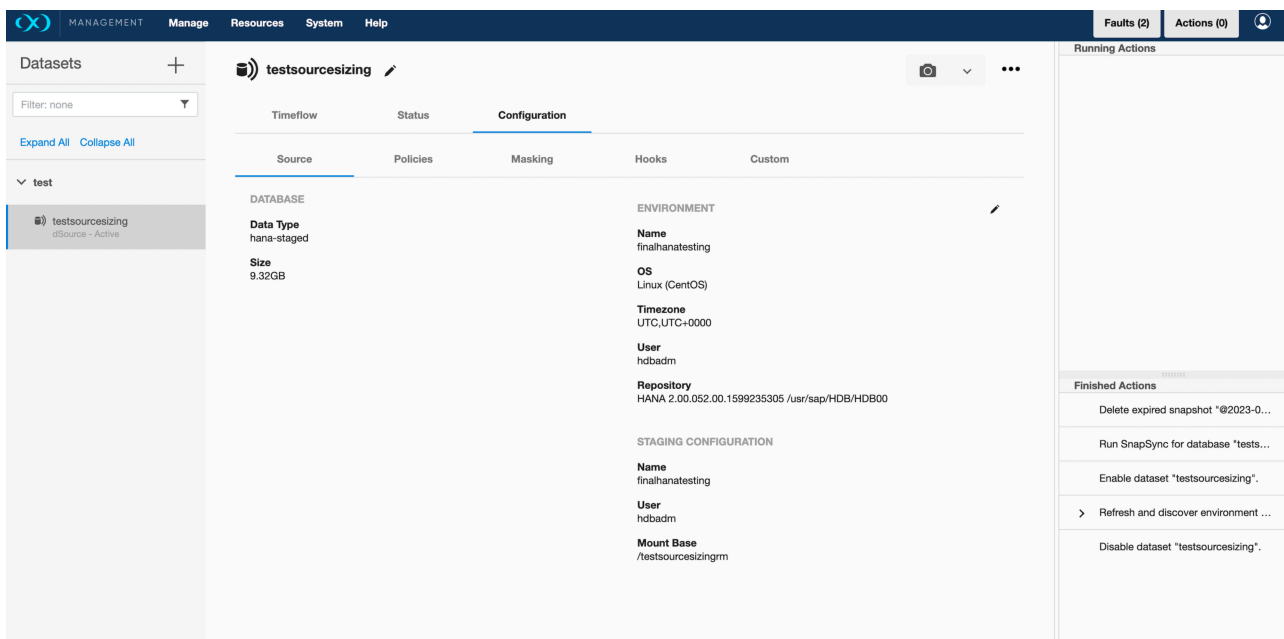 MANAGEMENT
Manage
Resources
System
Help
Faults (2)
Actions (0)
Datasets
Filter: none
Expand All
Collapse All
test
testsourcesizing
dSource - Active
testsourcesizing
Timeflow
Status
Configuration
Source
Policies
Masking
Hooks
Custom
DATABASE
Data Type
hana-staged
Size
9.32GB
ENVIRONMENT
Name
finalhanatesting
OS
Linux (CentOS)
Timezone
UTC,UTC+0000
User
hdbadm
Repository
HANA 2.00.052.00.1599235305 /usr/sap/HDB/HDB00
STAGING CONFIGURATION
Name
finalhanatesting
User
hdbadm
Mount Base
/testsourcesizingrm
Running Actions
Finished Actions
Delete expired snapshot "@2023-0...
Run SnapSync for database "tests...
Enable dataset "testsourcesizing".
Refresh and discover environment ...
Disable dataset "testsourcesizing".